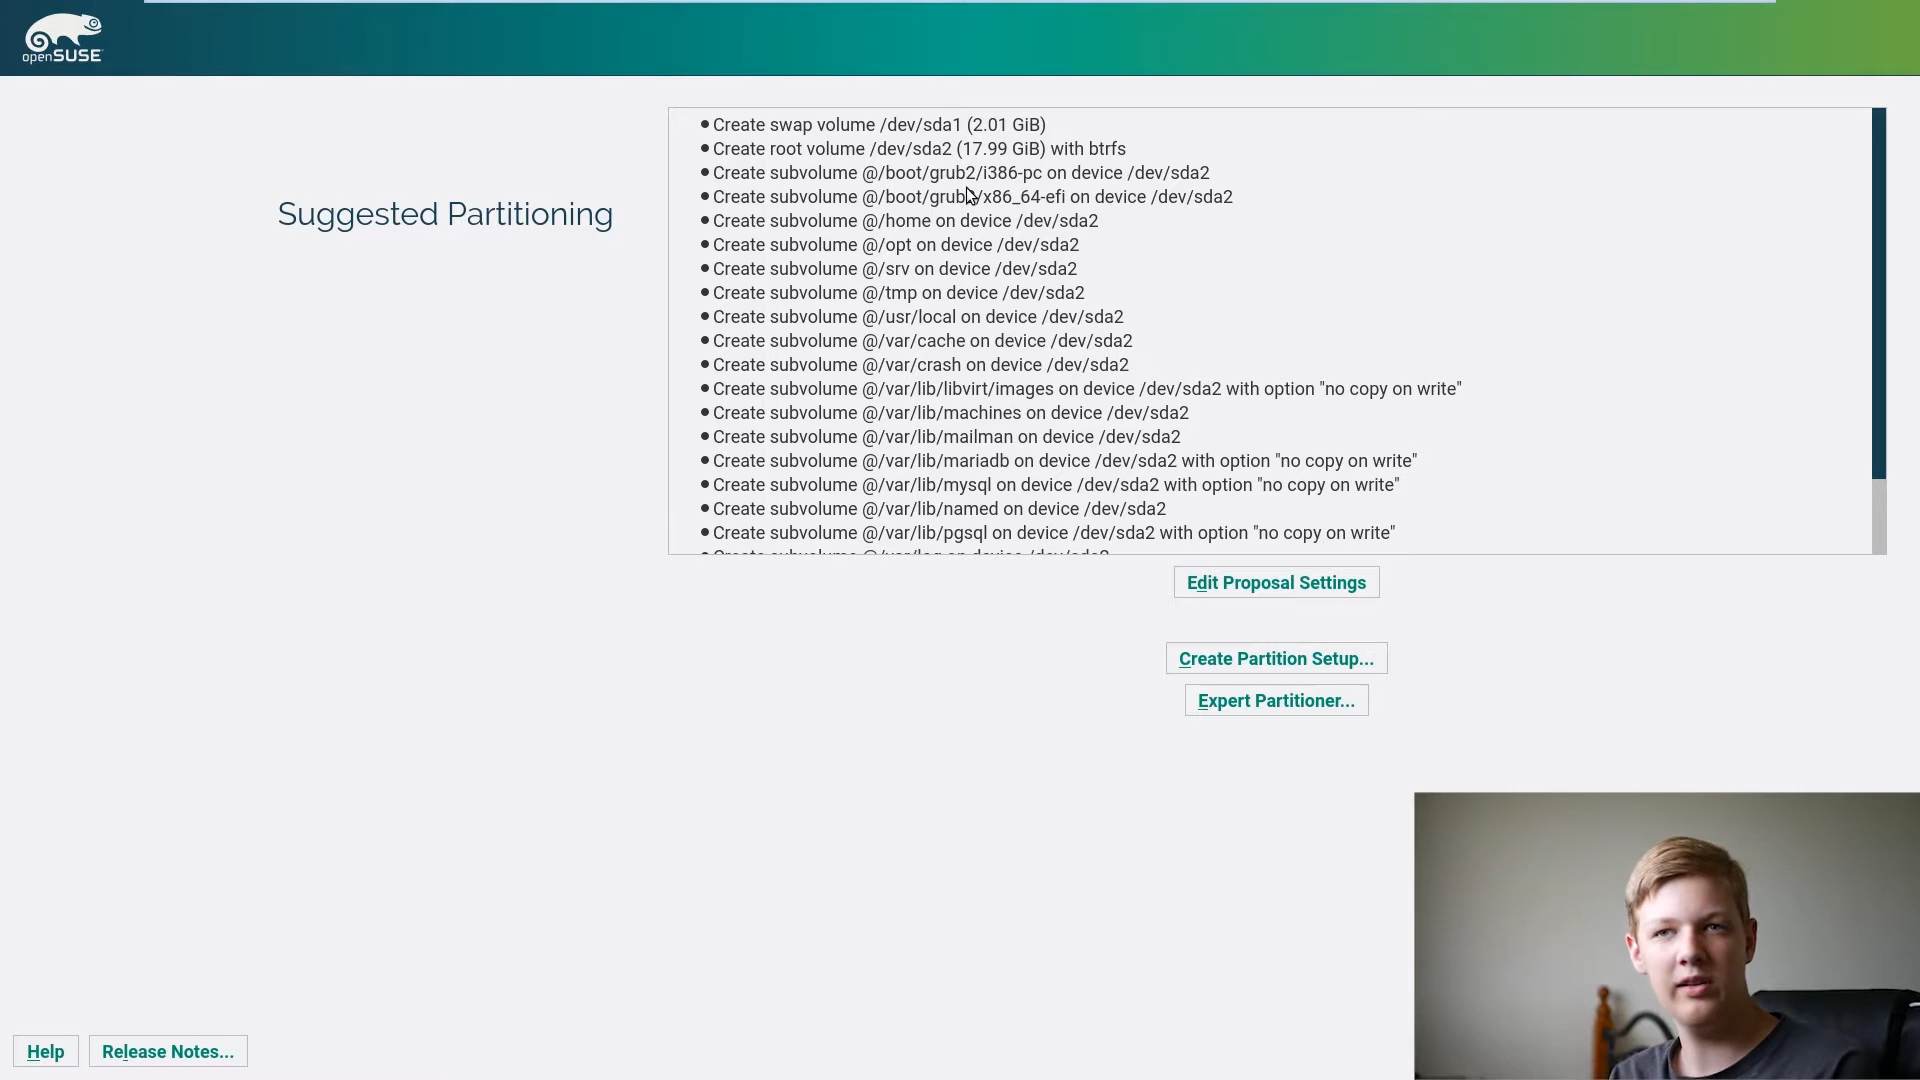 openSUSE
Suggested Partitioning
Create swap volume /dev/sda1 (2.01 GiB)
Create root volume /dev/sda2 (17.99 GiB) with btrfs
Create subvolume @/boot/grub2/i386-pc on device /dev/sda2
Create subvolume @/boot/grub2/x86_64-efi on device /dev/sda2
Create subvolume @/home on device /dev/sda2
Create subvolume @/opt on device /dev/sda2
Create subvolume @/srv on device /dev/sda2
Create subvolume @/tmp on device /dev/sda2
Create subvolume @/usr/local on device /dev/sda2
Create subvolume @/var/cache on device /dev/sda2
Create subvolume @/var/crash on device /dev/sda2
Create subvolume @/var/lib/libvirt/images on device /dev/sda2 with option "no copy on write"
Create subvolume @/var/lib/machines on device /dev/sda2
Create subvolume @/var/lib/mailman on device /dev/sda2
Create subvolume @/var/lib/mariadb on device /dev/sda2 with option "no copy on write"
Create subvolume @/var/lib/mysql on device /dev/sda2 with option "no copy on write"
Create subvolume @/var/lib/named on device /dev/sda2
Create subvolume @/var/lib/pgsql on device /dev/sda2 with option "no copy on write"
Create subvolume @/var/log on device /dev/sda2
Edit Proposal Settings
Create Partition Setup...
Expert Partitioner...
Help
Release Notes...